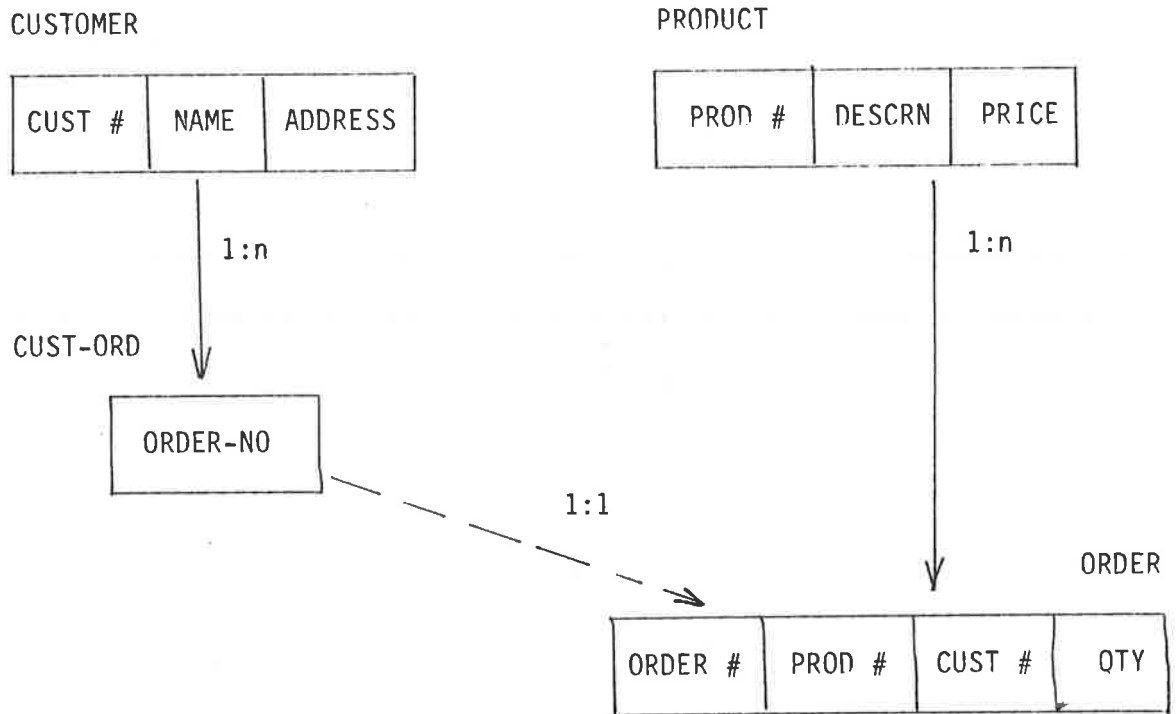 CUSTOMER
PRODUCT
CUST # NAME ADDRESS
PROD # DESCRN PRICE
1:n
1:n
CUST-ORD
ORDER-NO
1:1
ORDER
ORDER # PROD # CUST # QTY